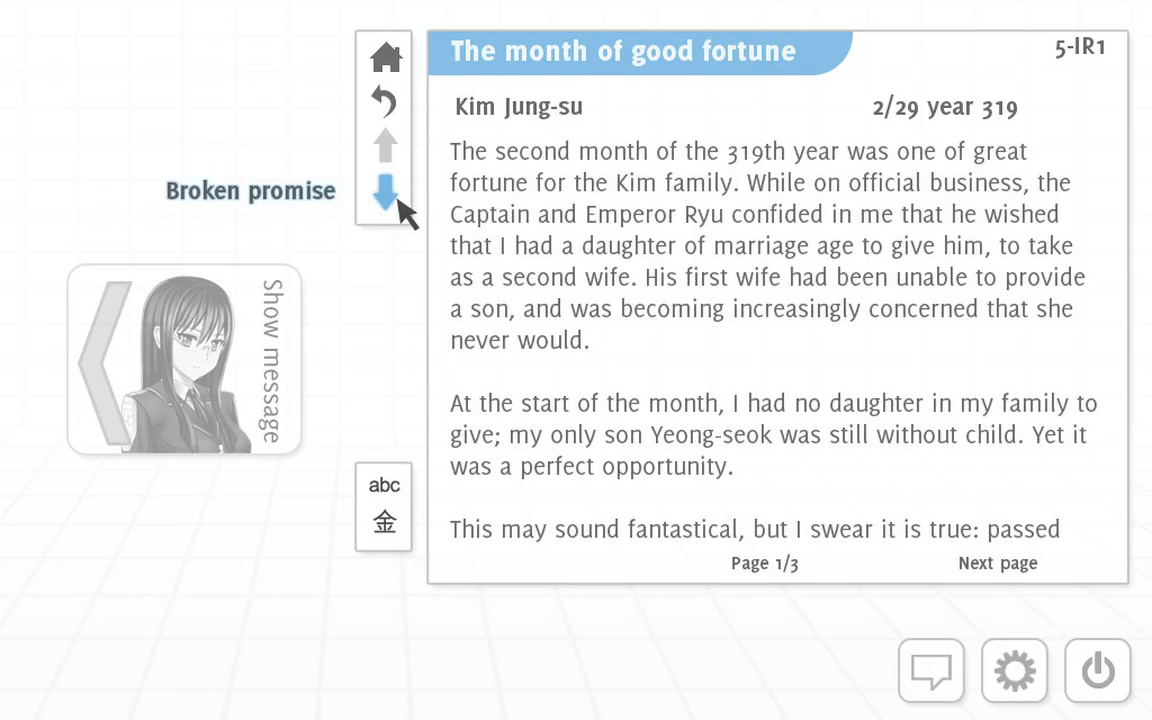 The month of good fortune
5-IR1
Kim Jung-su
2/29 year 319
The second month of the 319th year was one of great
fortune for the Kim family. While on official business, the
Captain and Emperor Ryu confided in me that he wished
that I had a daughter of marriage age to give him, to take
as a second wife. His first wife had been unable to provide
a son, and was becoming increasingly concerned that she
never would.
At the start of the month, I had no daughter in my family to
give; my only son Yeong-seok was still without child. Yet it
was a perfect opportunity.
This may sound fantastical, but I swear it is true: passed
Page 1/3
Next page
Broken promise
Show message
abc
金